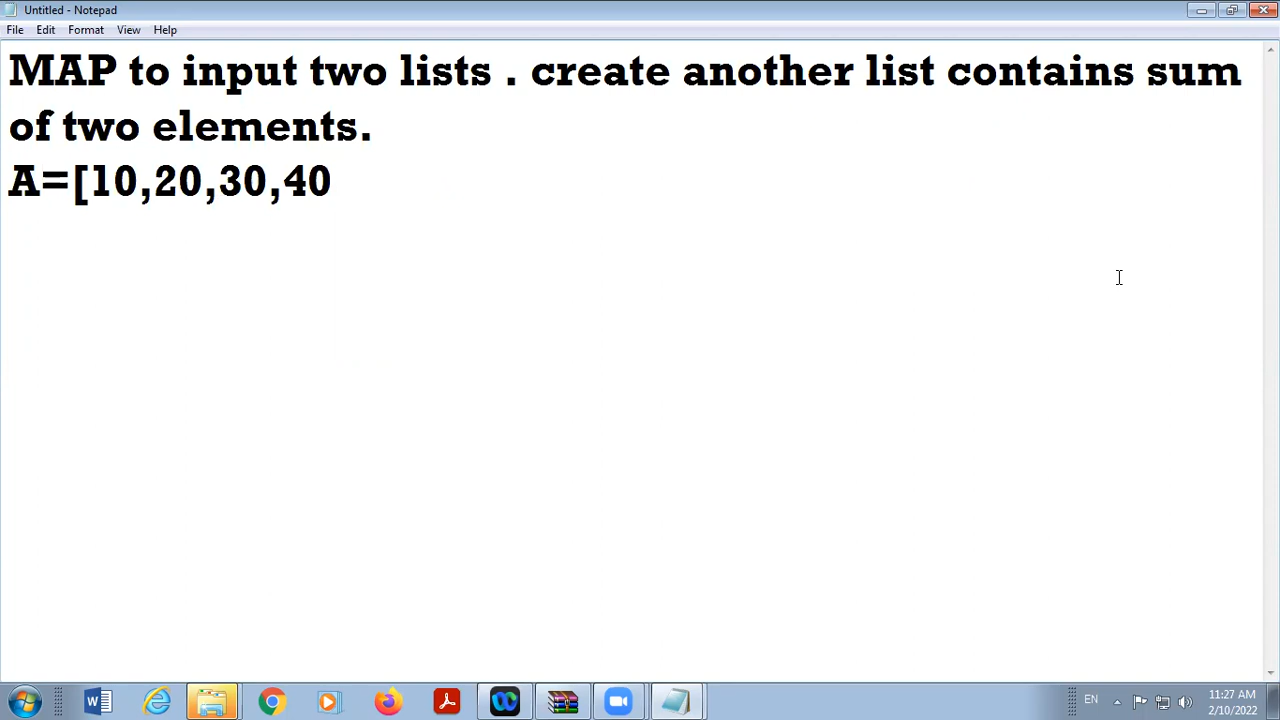 Untitled - Notepad
File Edit Format View Help
MAP to input two lists . create another list contains sum
of two elements.
A=[10,20,30,40
EN
11:27 AM
2/10/2022